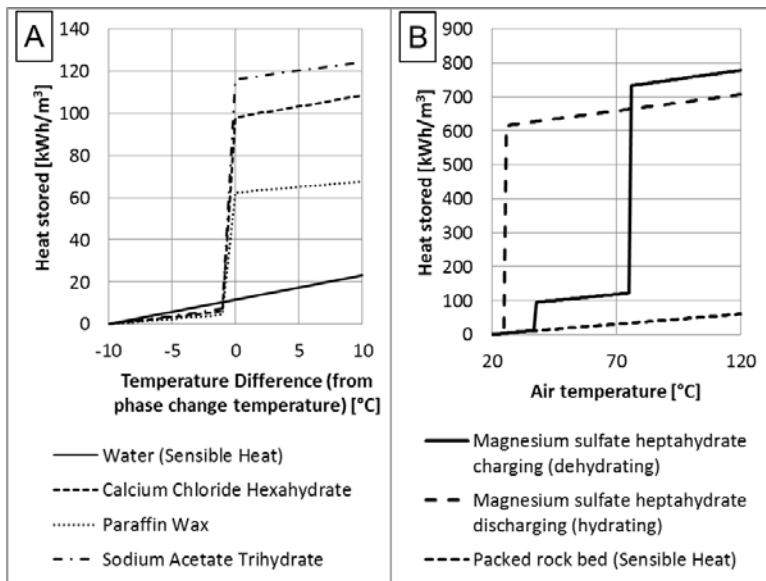 A
Heat stored [kWh/m³]
140
120
100
80
60
40
20
0
-10
-5
0
5
10
Temperature Difference (from
phase change temperature) [°C]
Water (Sensible Heat)
Calcium Chloride Hexahydrate
Paraffin Wax
Sodium Acetate Trihydrate
B
Heat stored [kWh/m³]
900
800
700
600
500
400
300
200
100
0
20
70
120
Air temperature [°C]
Magnesium sulfate heptahydrate
charging (dehydrating)
Magnesium sulfate heptahydrate
discharging (hydrating)
Packed rock bed (Sensible Heat)